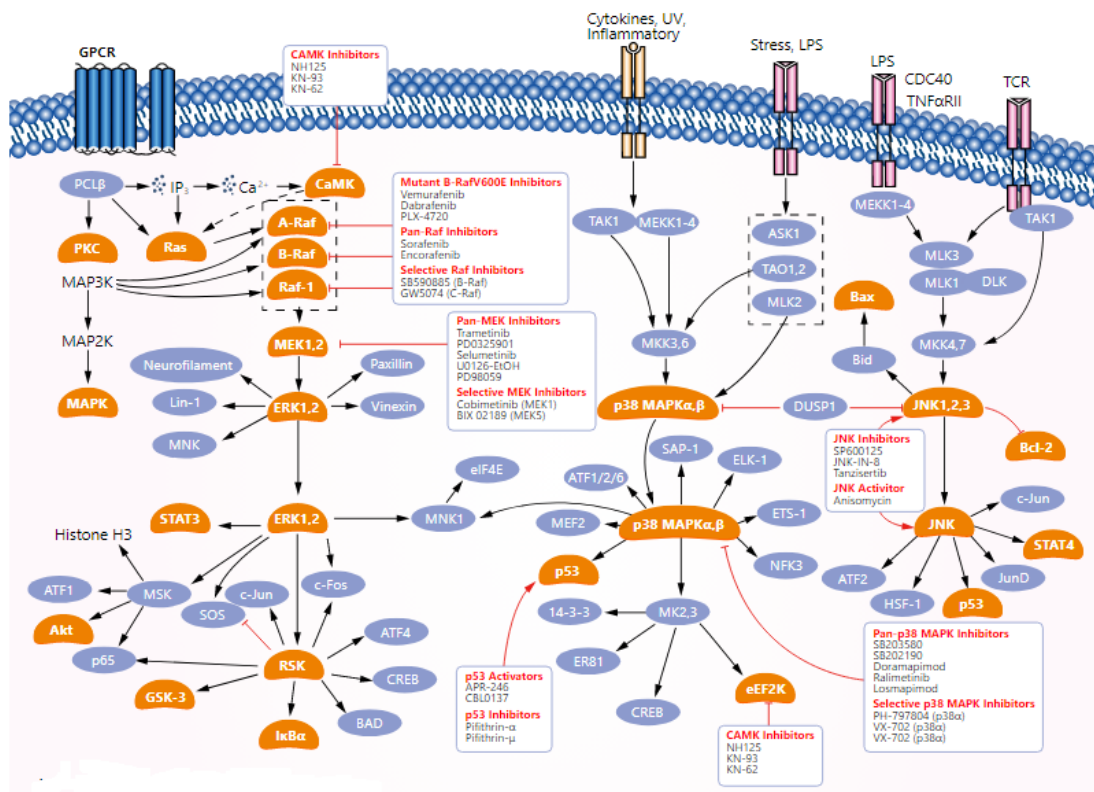 Cytokines, UV,
Inflammatory
GPCR
CAMK Inhibitors
NH125
KN-93
KN-62
Stress, LPS
LPS
CDC40
TNFαRII
TCR
PCLβ
IP3
Ca2+
CaMK
PKC
Ras
A-Raf
B-Raf
Raf-1
MAP3K
MAP2K
MAPK
Mutant B-RafV600E Inhibitors
Vemurafenib
Dabrafenib
PLX-4720
Pan-Raf Inhibitors
Sorafenib
Encorafenib
Selective Raf Inhibitors
SB590885 (B-Raf)
GW5074 (C-Raf)
TAK1
MEKK1-4
ASK1
TAO1,2
MLK2
MEKK1-4
TAK1
MLK3
MLK1
DLK
Bax
Bid
MKK3,6
MKK4,7
MEK1,2
Pan-MEK Inhibitors
Trametinib
PD0325901
Selumetinib
U0126-EtOH
PD98059
Selective MEK Inhibitors
Cobimetinib (MEK1)
BIX 02189 (MEK5)
Neurofilament
Paxillin
Lin-1
ERK1,2
Vinexin
MNK
p38 MAPKα,β
DUSP1
JNK1,2,3
Bcl-2
JNK Inhibitors
SP600125
JNK-IN-8
Tanzisertib
JNK Activitor
Anisomycin
eIF4E
SAP-1
ELK-1
ATF1/2/6
c-Jun
STAT3
ERK1,2
MNK1
MEF2
p38 MAPKα,β
ETS-1
JNK
Histone H3
NFK3
STAT4
p53
ATF2
JunD
HSF-1
p53
ATF1
MSK
SOS
c-Jun
c-Fos
Akt
14-3-3
MK2,3
p65
RSK
ATF4
CREB
ER81
GSK-3
BAD
IκBα
CREB
eEF2K
p53 Activators
APR-246
CBL0137
p53 Inhibitors
Pifithrin-α
Pifithrin-μ
CAMK Inhibitors
NH125
KN-93
KN-62
Pan-p38 MAPK Inhibitors
SB203580
SB202190
Doramapimod
Ralimetinib
Losmapimod
Selective p38 MAPK Inhibitors
PH-797804 (p38α)
VX-702 (p38α)
VX-702 (p38α)